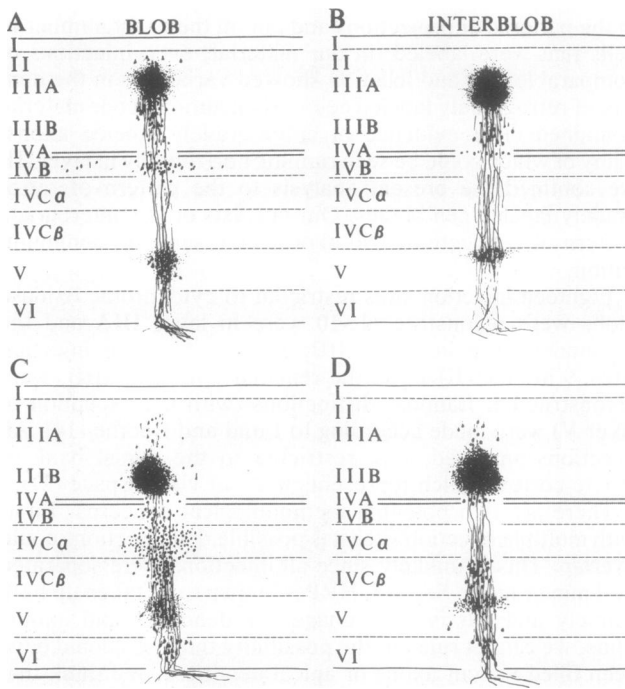 A BLOB
I
II
IIIA
IIIB
IVA
IVB
IVCα
IVCβ
V
VI
B INTERBLOB
I
II
IIIA
IIIB
IVA
IVB
IVCα
IVCβ
V
VI
C
I
II
IIIA
IIIB
IVA
IVB
IVCα
IVCβ
V
VI
D
I
II
IIIA
IIIB
IVA
IVB
IVCα
IVCβ
V
VI